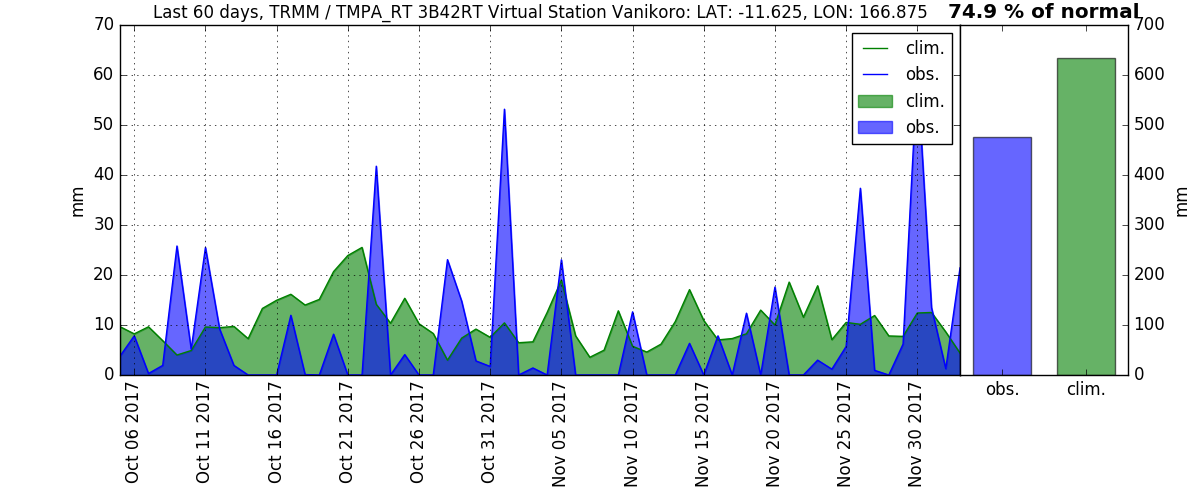 Last 60 days, TRMM / TMPA_RT 3B42RT Virtual Station Vanikoro: LAT: -11.625, LON: 166.875
74.9 % of normal
70
60
50
40
30
20
10
0
mm
clim.
obs.
clim.
obs.
700
600
500
400
300
200
100
0
mm
obs.
clim.
Oct 06 2017
Oct 11 2017
Oct 16 2017
Oct 21 2017
Oct 26 2017
Oct 31 2017
Nov 05 2017
Nov 10 2017
Nov 15 2017
Nov 20 2017
Nov 25 2017
Nov 30 2017